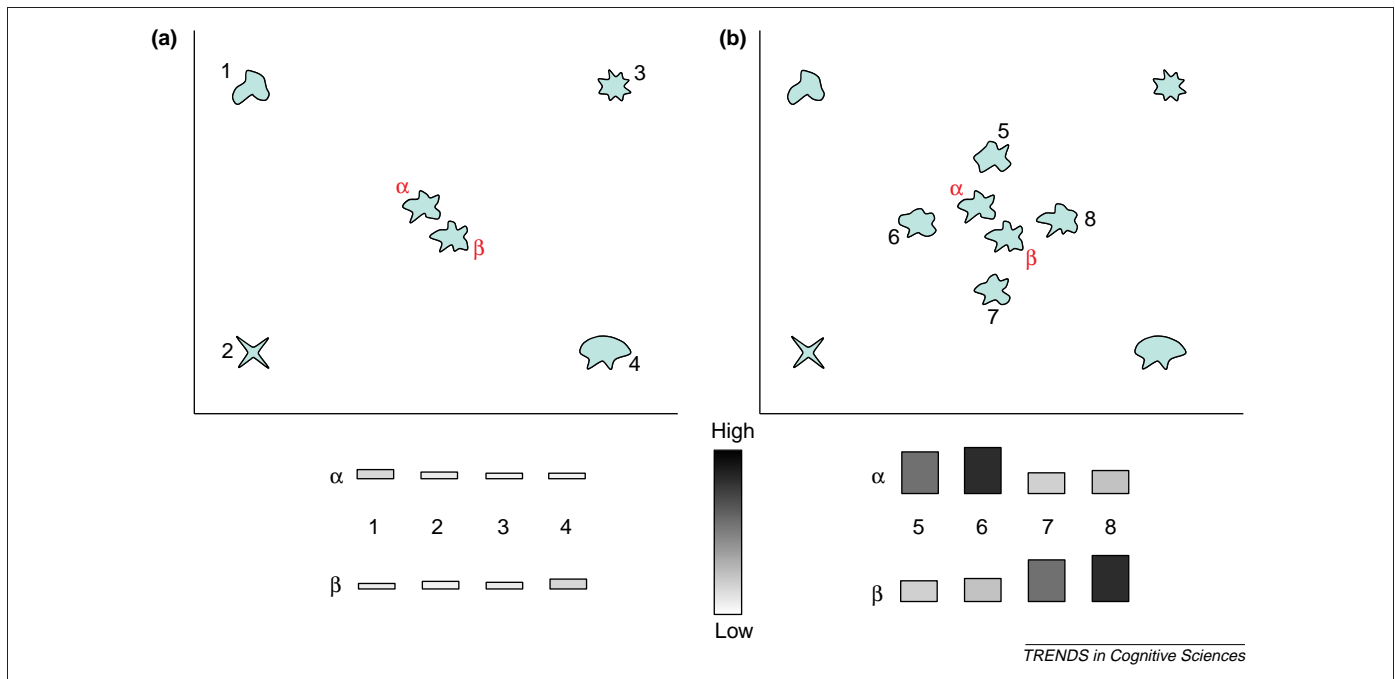 (a)
1
3
α
β
2
4
(b)
5
α
6
8
β
7
High
Low
α
1 2 3 4
β
α
5 6 7 8
β
TRENDS in Cognitive Sciences